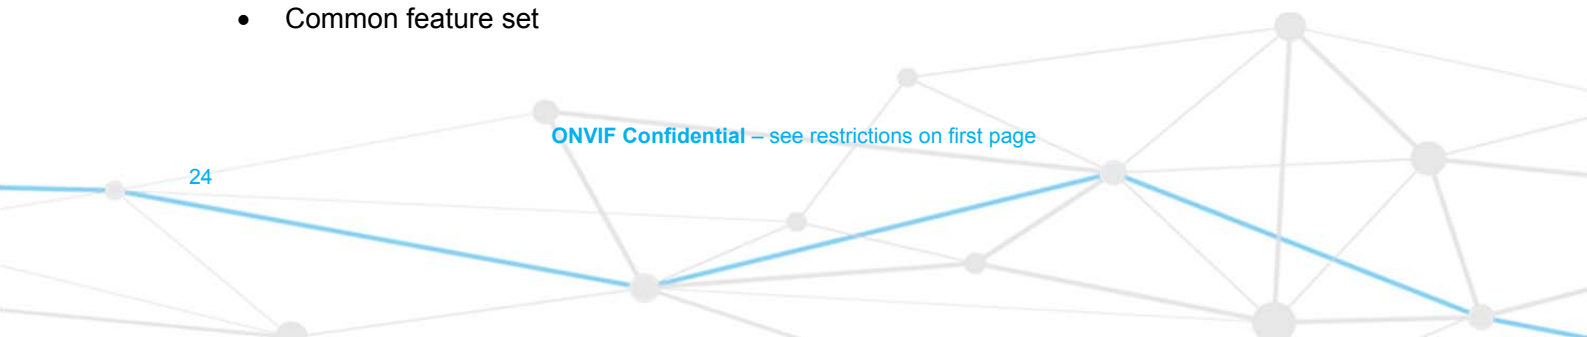 • Common feature set
ONVIF Confidential – see restrictions on first page
24